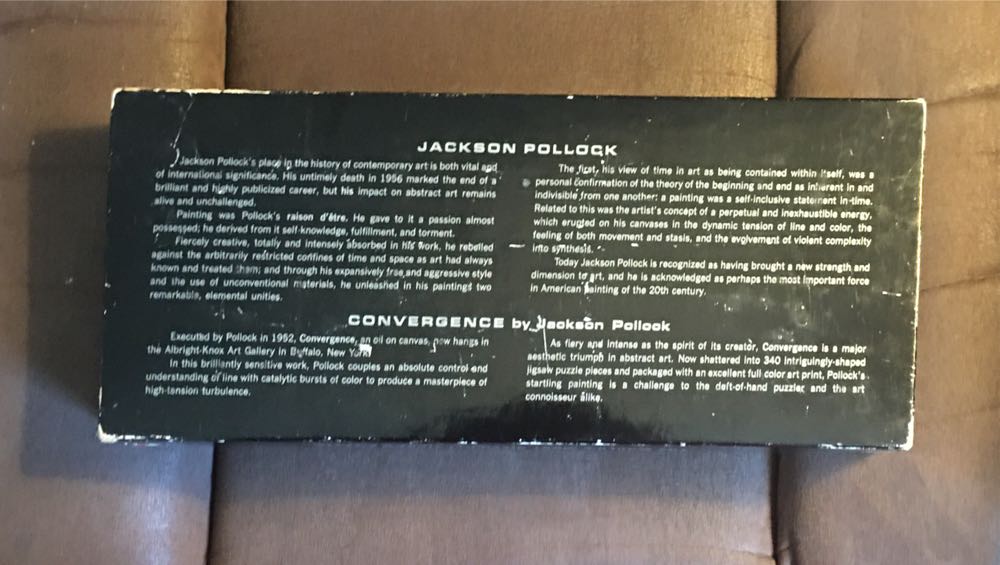 JACKSON POLLOCK
Jackson Pollock's place in the history of contemporary art is both vital and
of international significance. His untimely death in 1956 marked the end of a
brilliant and highly publicized career, but his impact on abstract art remains
alive and unchallenged.
Painting was Pollock's raison d'être. He gave to it a passion almost
possessed; he derived from it self-knowledge, fulfillment, and torment.
Fiercely creative, totally and intensely absorbed in his work, he rebelled
against the arbitrarily restricted confines of time and space as art had always
known and treated them; and through his expansively free and aggressive style
and the use of unconventional materials, he unleashed in his paintings two
remarkable, elemental unities.
The first, his view of time in art as being contained within itself, was a
personal confirmation of the theory of the beginning and end as inherent in and
indivisible from one another: a painting was a self-inclusive statement in time.
Related to this was the artist's concept of a perpetual and inexhaustible energy,
which erupted on his canvases in the dynamic tension of line and color, the
feeling of both movement and stasis, and the evolvement of violent complexity
into synthesis.
Today Jackson Pollock is recognized as having brought a new strength and
dimension to art, and he is acknowledged as perhaps the most important force
in American painting of the 20th century.
CONVERGENCE by Jackson Pollock
Executed by Pollock in 1952, Convergence, an oil on canvas, now hangs in
the Albright-Knox Art Gallery in Buffalo, New York.
In this brilliantly sensitive work, Pollock couples an absolute control and
understanding of line with catalytic bursts of color to produce a masterpiece of
high-tension turbulence.
As fiery and intense as the spirit of its creator, Convergence is a major
aesthetic triumph in abstract art. Now shattered into 340 intriguingly-shaped
jigsaw puzzle pieces and packaged with an excellent full color art print, Pollock's
startling painting is a challenge to the deft-of-hand puzzler and the art
connoisseur alike.